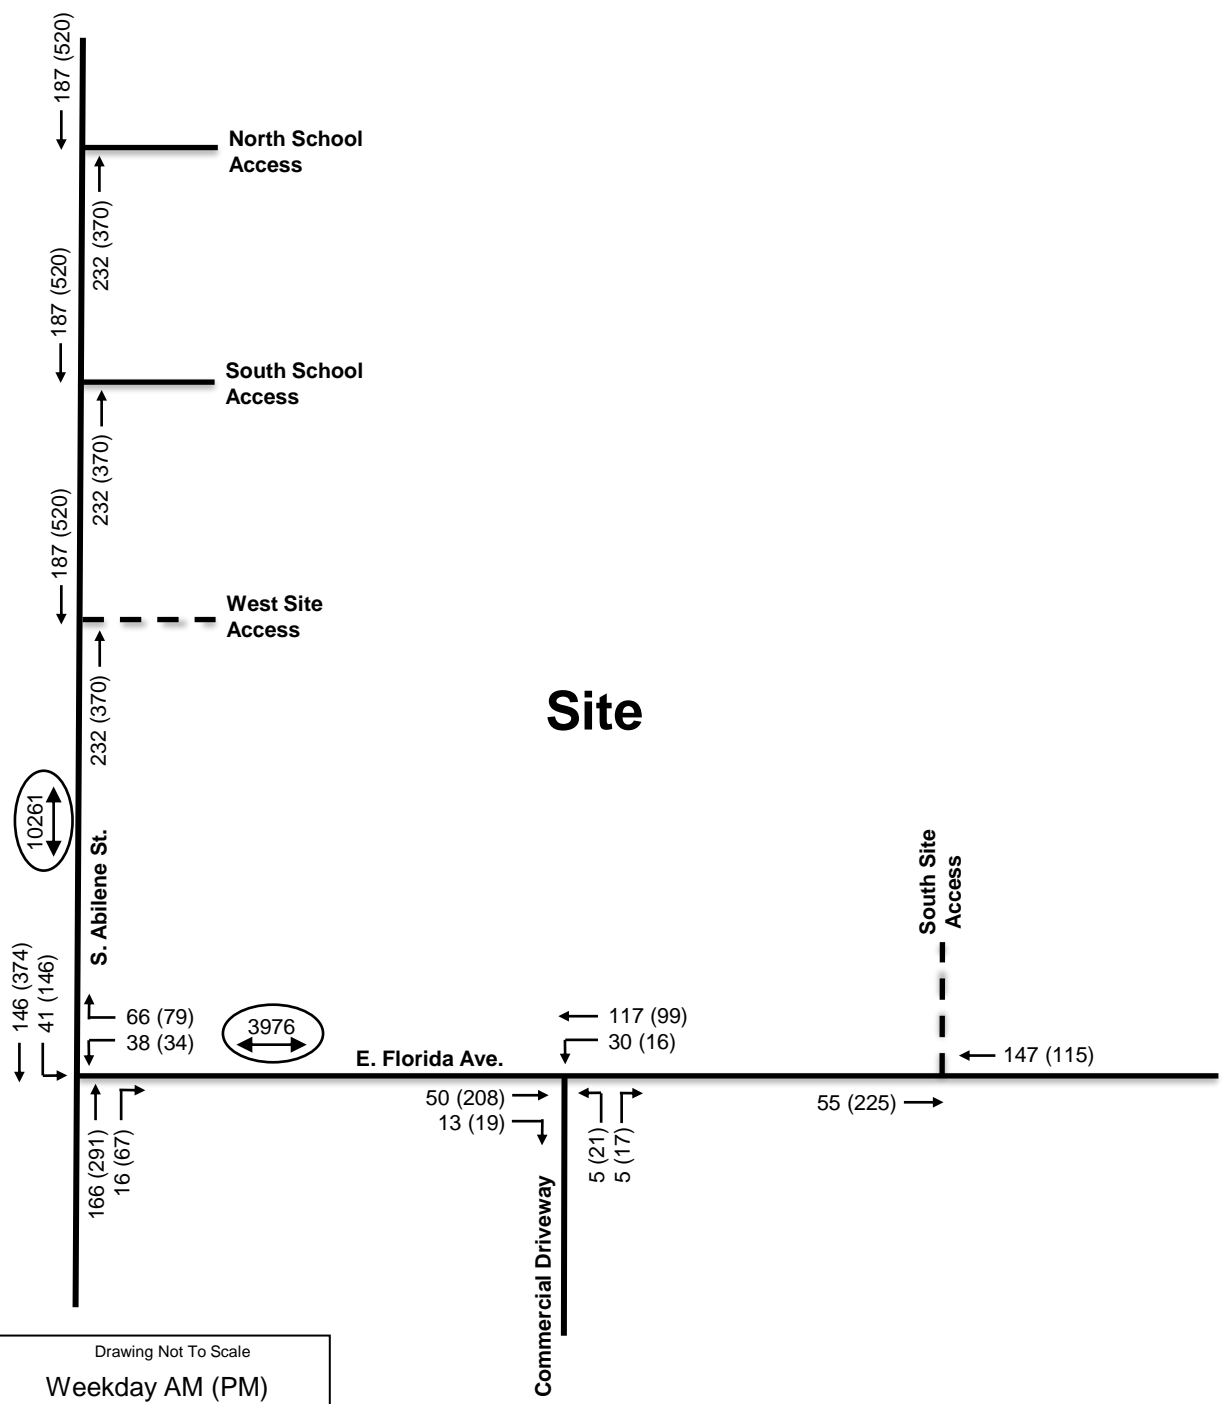 187 (520)
North School
Access
232 (370)
187 (520)
South School
Access
232 (370)
187 (520)
West Site
Access
232 (370)
Site
10261
S. Abilene St.
South Site
Access
146 (374)
41 (146)
66 (79)
38 (34)
3976
117 (99)
30 (16)
E. Florida Ave.
147 (115)
50 (208)
13 (19)
55 (225)
166 (291)
16 (67)
5 (21)
5 (17)
Commercial Driveway
Drawing Not To Scale
Weekday AM (PM)